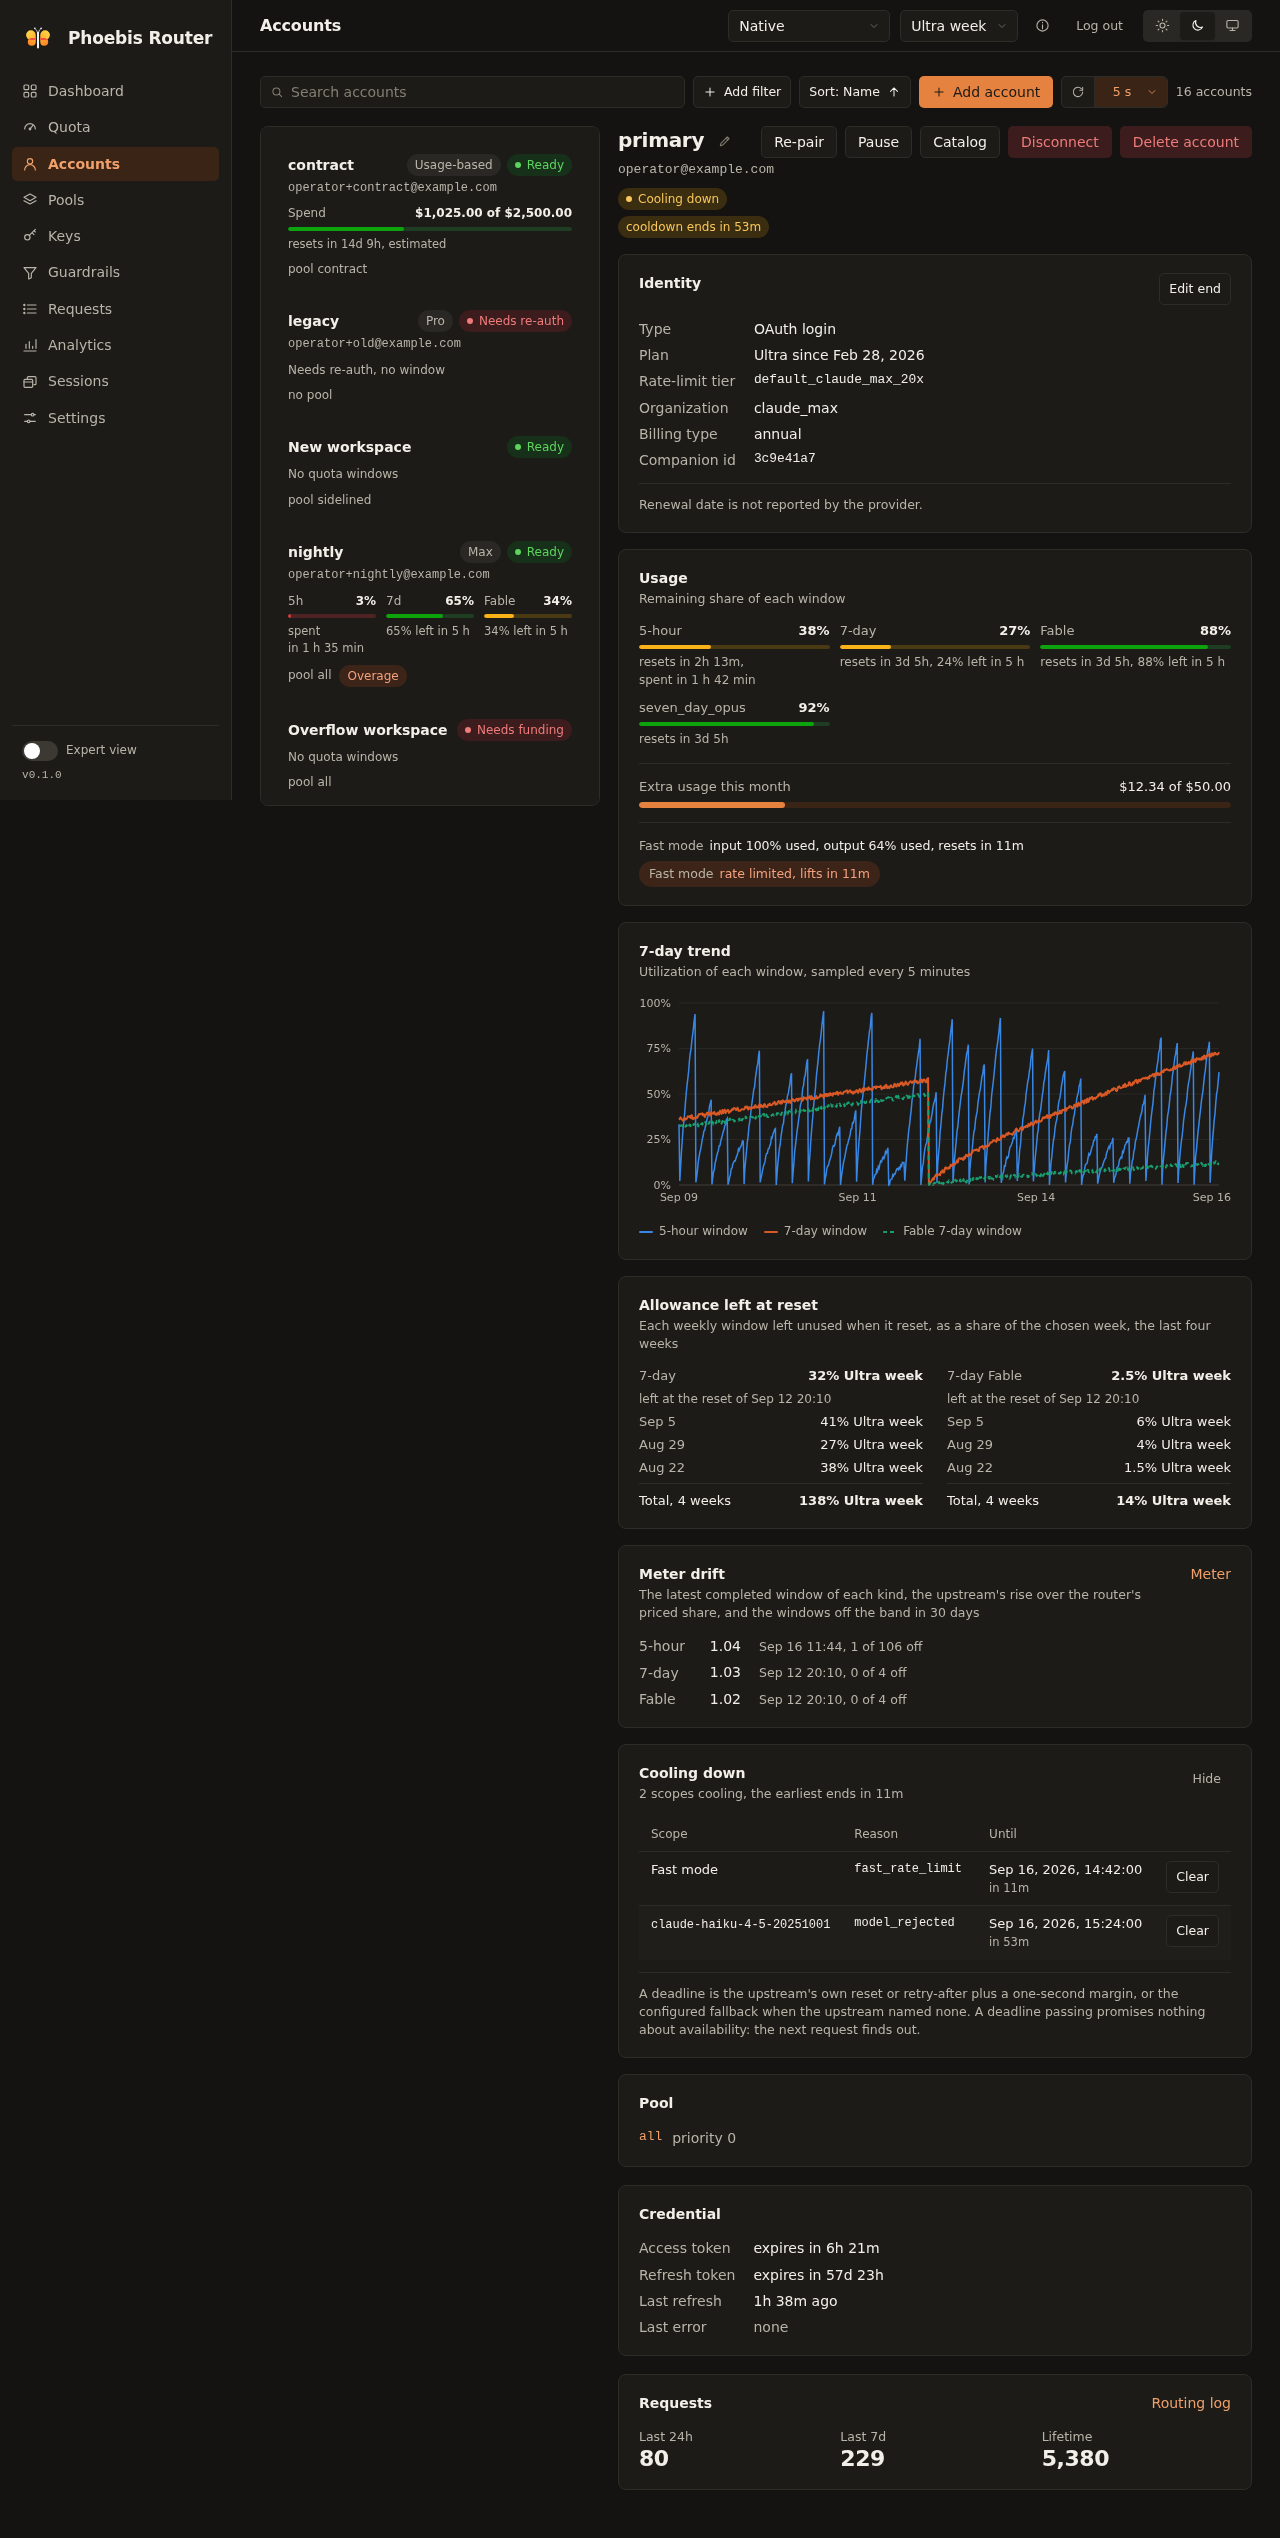 Phoebis Router
Dashboard
Quota
Accounts
Pools
Keys
Guardrails
Requests
Analytics
Sessions
Settings
Expert view
v0.1.0
Accounts
Native
Ultra week
Log out
Search accounts
Add filter
Sort: Name
Add account
5 s
16 accounts
contract
Usage-based
Ready
operator+contract@example.com
Spend
$1,025.00 of $2,500.00
resets in 14d 9h, estimated
pool contract
legacy
Pro
Needs re-auth
operator+old@example.com
Needs re-auth, no window
no pool
New workspace
Ready
No quota windows
pool sidelined
nightly
Max
Ready
operator+nightly@example.com
5h 3%
7d 65%
Fable 34%
spent
in 1 h 35 min
65% left in 5 h
34% left in 5 h
pool all
Overage
Overflow workspace
Needs funding
No quota windows
pool all
primary
Re-pair
Pause
Catalog
Disconnect
Delete account
operator@example.com
Cooling down
cooldown ends in 53m
Identity
Edit end
Type OAuth login
Plan Ultra since Feb 28, 2026
Rate-limit tier default_claude_max_20x
Organization claude_max
Billing type annual
Companion id 3c9e41a7
Renewal date is not reported by the provider.
Usage
Remaining share of each window
5-hour 38%
7-day 27%
Fable 88%
resets in 2h 13m,
spent in 1 h 42 min
resets in 3d 5h, 24% left in 5 h
resets in 3d 5h, 88% left in 5 h
seven_day_opus 92%
resets in 3d 5h
Extra usage this month $12.34 of $50.00
Fast mode input 100% used, output 64% used, resets in 11m
Fast mode rate limited, lifts in 11m
7-day trend
Utilization of each window, sampled every 5 minutes
100%
75%
50%
25%
0%
Sep 09
Sep 11
Sep 14
Sep 16
5-hour window
7-day window
Fable 7-day window
Allowance left at reset
Each weekly window left unused when it reset, as a share of the chosen week, the last four
weeks
7-day 32% Ultra week
left at the reset of Sep 12 20:10
Sep 5 41% Ultra week
Aug 29 27% Ultra week
Aug 22 38% Ultra week
Total, 4 weeks 138% Ultra week
7-day Fable 2.5% Ultra week
left at the reset of Sep 12 20:10
Sep 5 6% Ultra week
Aug 29 4% Ultra week
Aug 22 1.5% Ultra week
Total, 4 weeks 14% Ultra week
Meter drift
Meter
The latest completed window of each kind, the upstream's rise over the router's
priced share, and the windows off the band in 30 days
5-hour 1.04 Sep 16 11:44, 1 of 106 off
7-day 1.03 Sep 12 20:10, 0 of 4 off
Fable 1.02 Sep 12 20:10, 0 of 4 off
Cooling down
Hide
2 scopes cooling, the earliest ends in 11m
Scope Reason Until
Fast mode fast_rate_limit Sep 16, 2026, 14:42:00
in 11m
Clear
claude-haiku-4-5-20251001 model_rejected Sep 16, 2026, 15:24:00
in 53m
Clear
A deadline is the upstream's own reset or retry-after plus a one-second margin, or the
configured fallback when the upstream named none. A deadline passing promises nothing
about availability: the next request finds out.
Pool
all priority 0
Credential
Access token expires in 6h 21m
Refresh token expires in 57d 23h
Last refresh 1h 38m ago
Last error none
Requests
Routing log
Last 24h
80
Last 7d
229
Lifetime
5,380